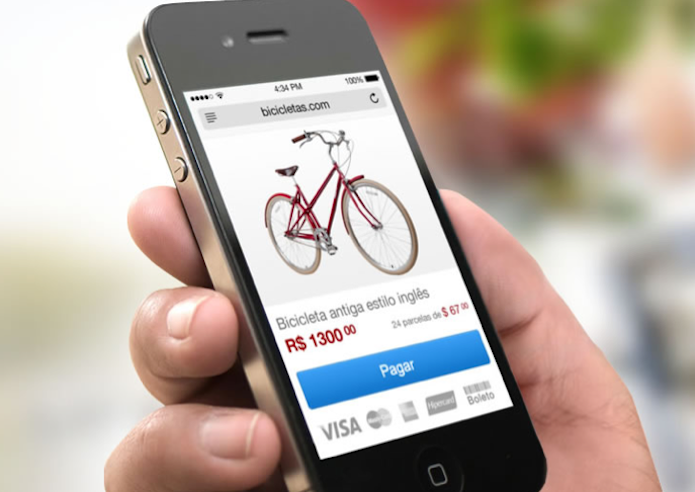 4:34 PM 100%
bicicletas.com
Bicicleta antiga estilo inglês
R$ 1300 00 24 parcelas de $ 67 00
Pagar
VISA Hipercard Boleto